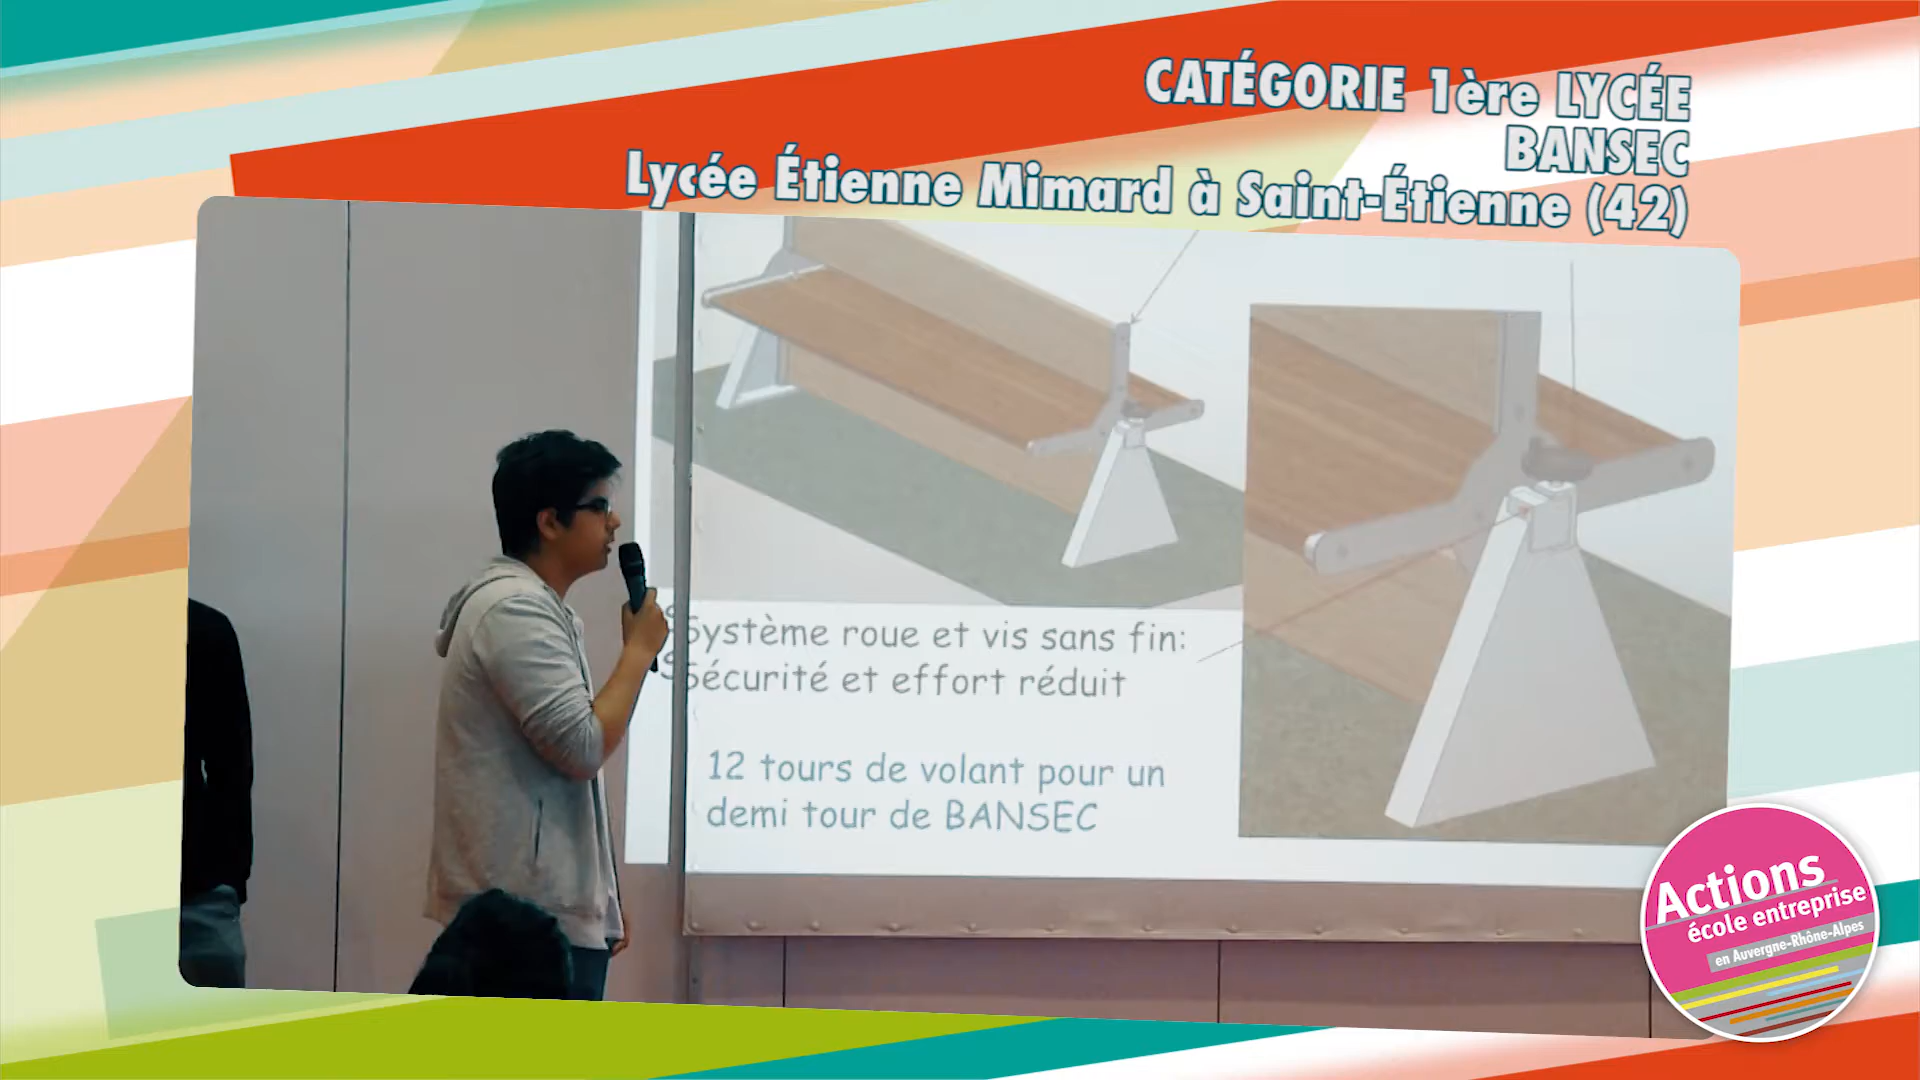 CATÉGORIE 1ère LYCÉE
BANSEC
Lycée Étienne Mimard à Saint-Étienne (42)
Système roue et vis sans fin:
Sécurité et effort réduit
12 tours de volant pour un
demi tour de BANSEC
Actions
école entreprise
en Auvergne-Rhône-Alpes